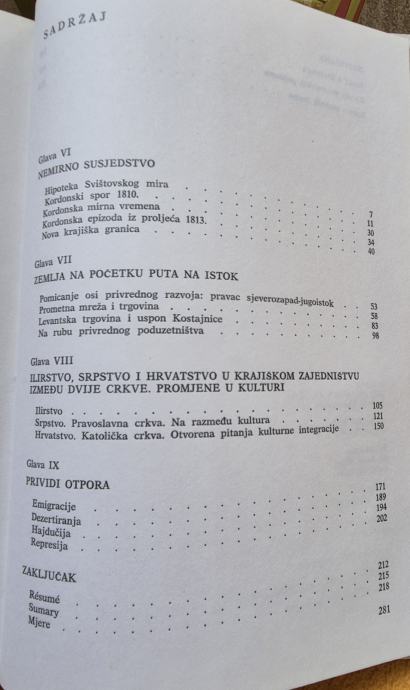 SADRŽAJ
Glava VI
NEMIRNO SUSJEDSTVO
Hipoteka Svištovskog mira . . . . . . . . . 7
Kordonski spor 1810. . . . . . . . . . 11
Kordonska mirna vremena . . . . . . . . . 30
Kordonska epizoda iz proljeća 1813. . . . . . . . 34
Nova krajiška granica . . . . . . . . . 40
Glava VII
ZEMLJA NA POČETKU PUTA NA ISTOK
Pomicanje osi privrednog razvoja: pravac sjeverozapad-jugoistok . . 53
Prometna mreža i trgovina . . . . . . . . . 58
Levantska trgovina i uspon Kostajnice . . . . . . 83
Na rubu privrednog poduzetništva . . . . . . . 98
Glava VIII
ILIRSTVO, SRPSTVO I HRVATSTVO U KRAJIŠKOM ZAJEDNIŠTVU
IZMEĐU DVIJE CRKVE. PROMJENE U KULTURI
Ilirstvo . . . . . . . . . . . . 105
Srpstvo. Pravoslavna crkva. Na razmeđu kultura . . . . 121
Hrvatstvo. Katolička crkva. Otvorena pitanja kulturne integracije . . 150
Glava IX
PRIVIDI OTPORA
Emigracije . . . . . . . . . . . 171
Dezertiranja . . . . . . . . . . . 189
Hajdučija . . . . . . . . . . . 194
Represija . . . . . . . . . . . 202
ZAKLJUČAK . . . . . . . . . . . 212
Résumé . . . . . . . . . . . . 215
Sumary . . . . . . . . . . . . 218
Mjere . . . . . . . . . . . . 281